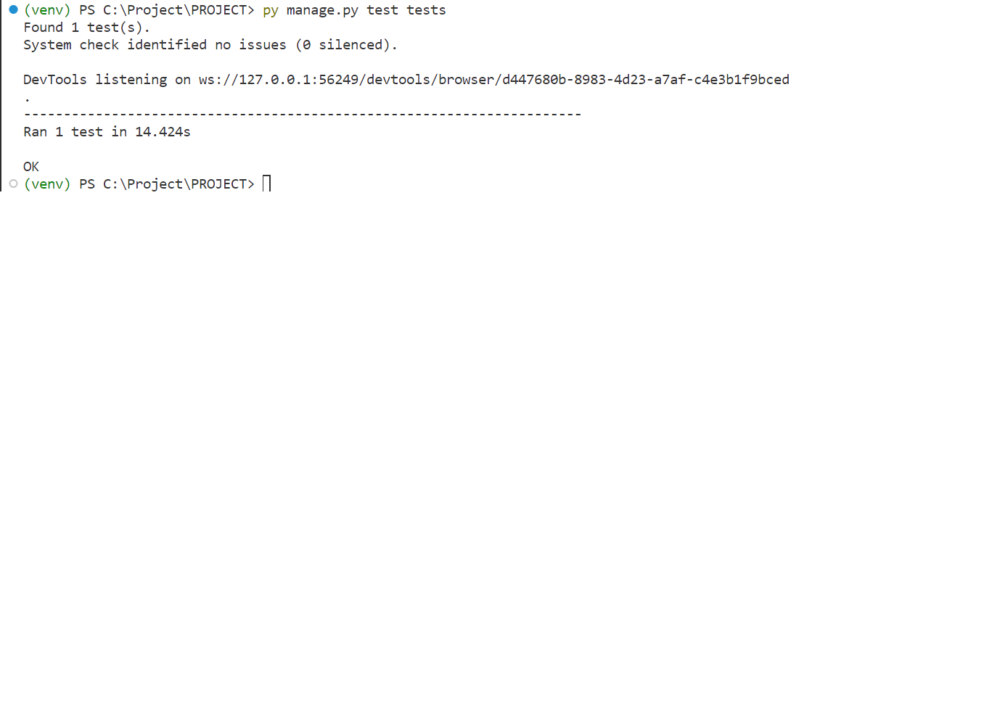 (venv) PS C:\Project\PROJECT> py manage.py test tests
Found 1 test(s).
System check identified no issues (0 silenced).
DevTools listening on ws://127.0.0.1:56249/devtools/browser/d447680b-8983-4d23-a7af-c4e3b1f9bced
.
----------------------------------------------------------------------
Ran 1 test in 14.424s
OK
(venv) PS C:\Project\PROJECT>